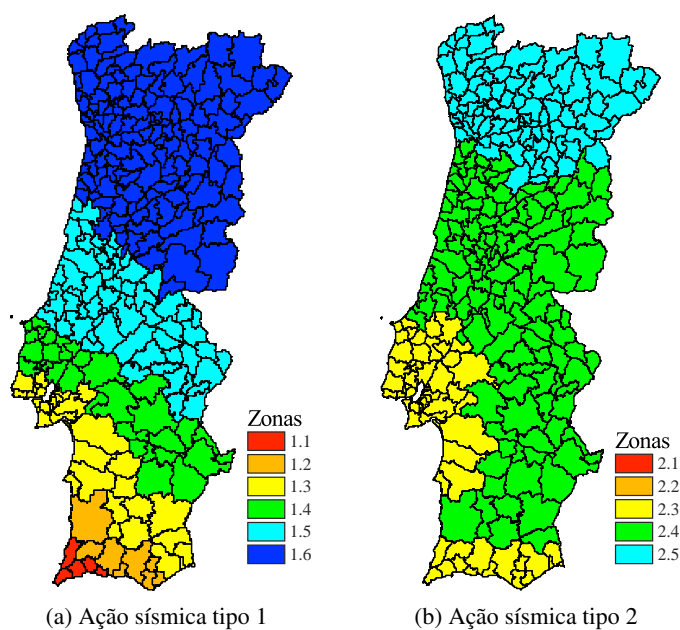 Zonas
1.1
1.2
1.3
1.4
1.5
1.6
(a) Ação sísmica tipo 1
Zonas
2.1
2.2
2.3
2.4
2.5
(b) Ação sísmica tipo 2